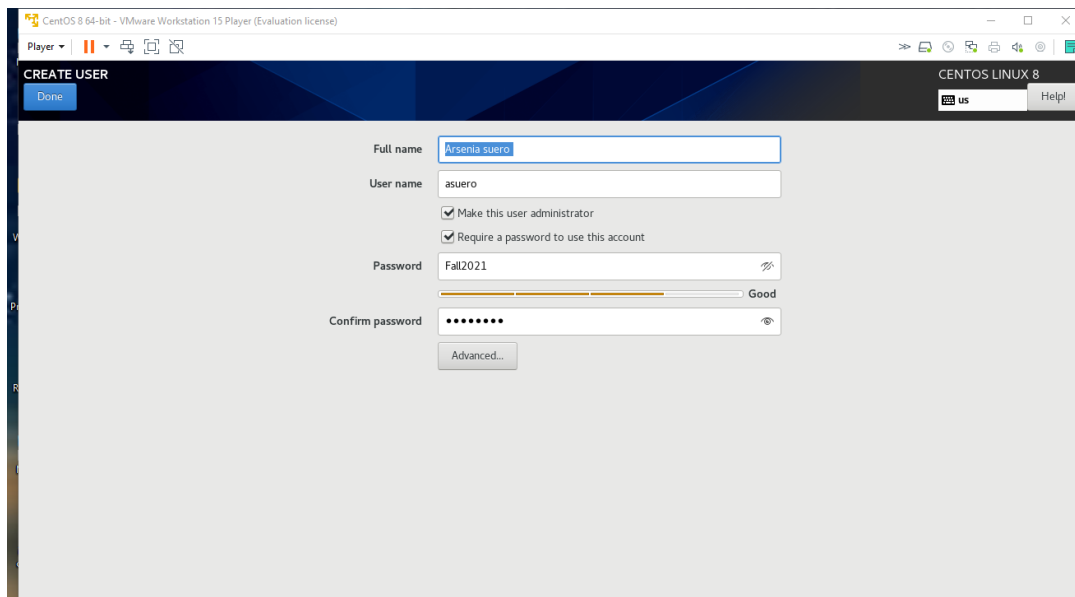 CentOS 8 64-bit - VMware Workstation 15 Player (Evaluation license)
Player
CREATE USER
CENTOS LINUX 8
Done
us
Help!
Full name
Arsenia suero
User name
asuero
Make this user administrator
Require a password to use this account
Password
Fall2021
Good
Confirm password
••••••••
Advanced...